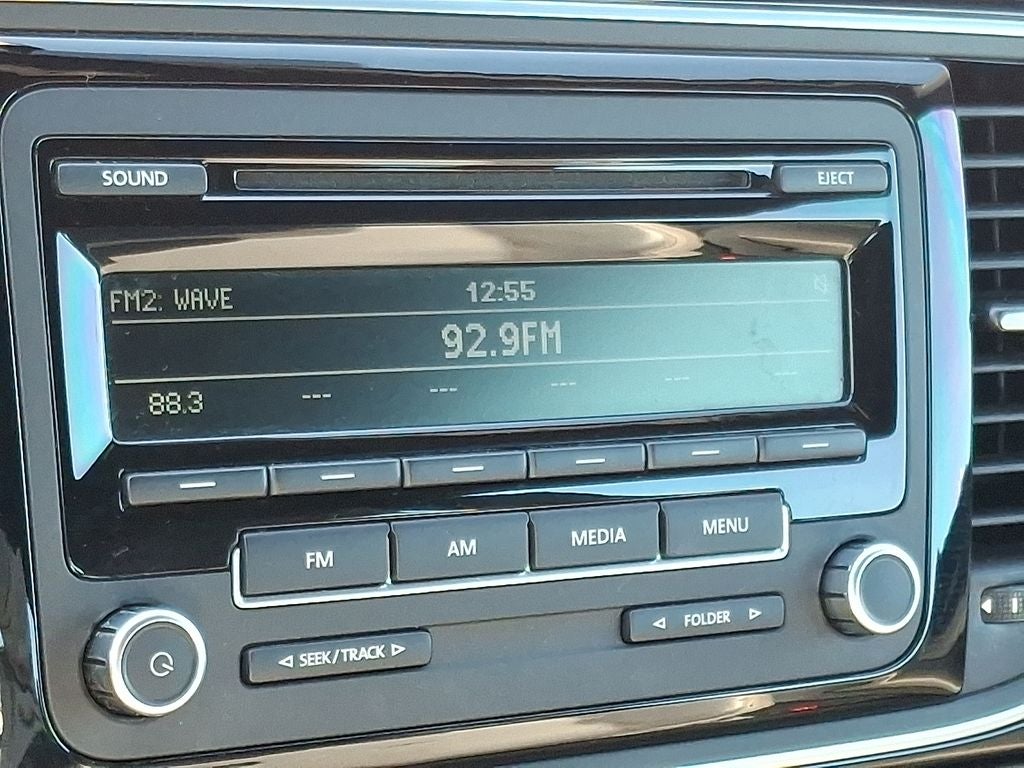 SOUND EJECT
FM2: WAVE 12:55
92.9FM
88.3 --- --- --- --- ---
FM AM MEDIA MENU
SEEK/TRACK FOLDER